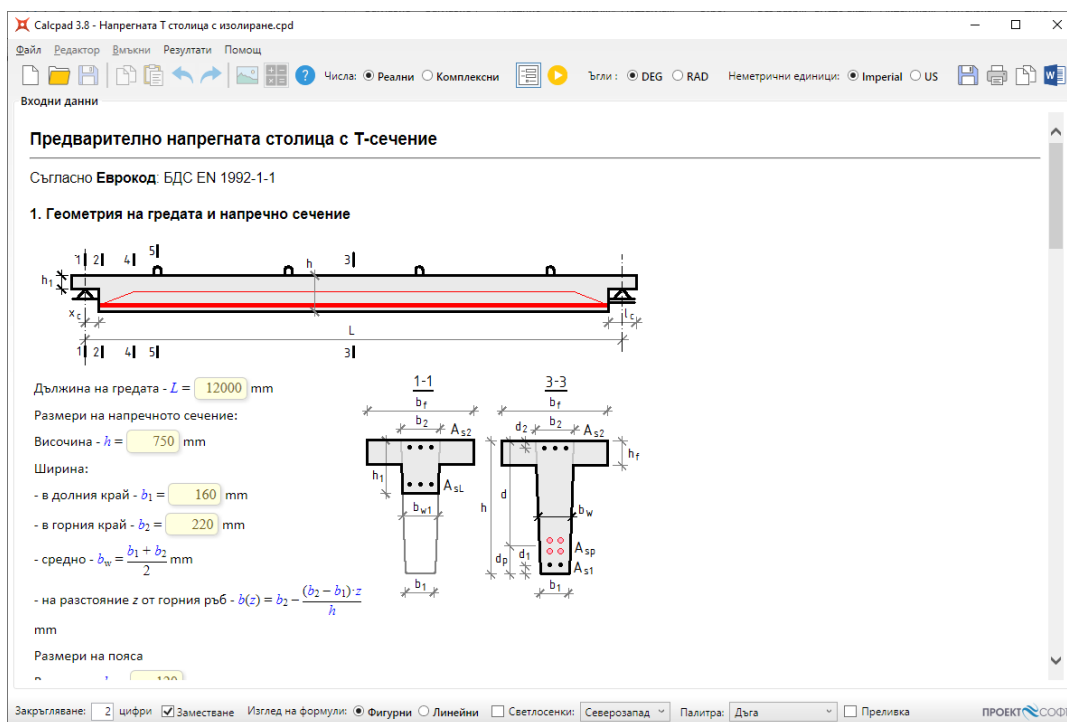 Calcpad 3.8 - Напрегната Т столица с изолиране.cpd
Файл Редактор Вмъкни Резултати Помощ
Числа: Реални Комплексни Ъгли : DEG RAD Неметрични единици: Imperial US
Входни данни
Предварително напрегната столица с Т-сечение
Съгласно Еврокод: БДС EN 1992-1-1
1. Геометрия на гредата и напречно сечение
1 2 4 5 h 3
h1
xc lc
L
1 2 4 5 3
Дължина на гредата - L = 12000 mm
Размери на напречното сечение:
Височина - h = 750 mm
Ширина:
- в долния край - b1 = 160 mm
- в горния край - b2 = 220 mm
- средно - bw = (b1 + b2)/2 mm
- на разстояние z от горния ръб - b(z) = b2 − (b2 − b1)·z/h
mm
Размери на пояса
120
1-1 3-3
bf bf
b2 As2 d2 b2 As2
h1 hf
AsL d
bw1 h bw
dp d1 Asp
As1
b1 b1
Закръгляване: 2 цифри Заместване Изглед на формули: Фигурни Линейни Светлосенки: Северозапад Палитра: Дъга Преливка ПРОЕКТСОФТ